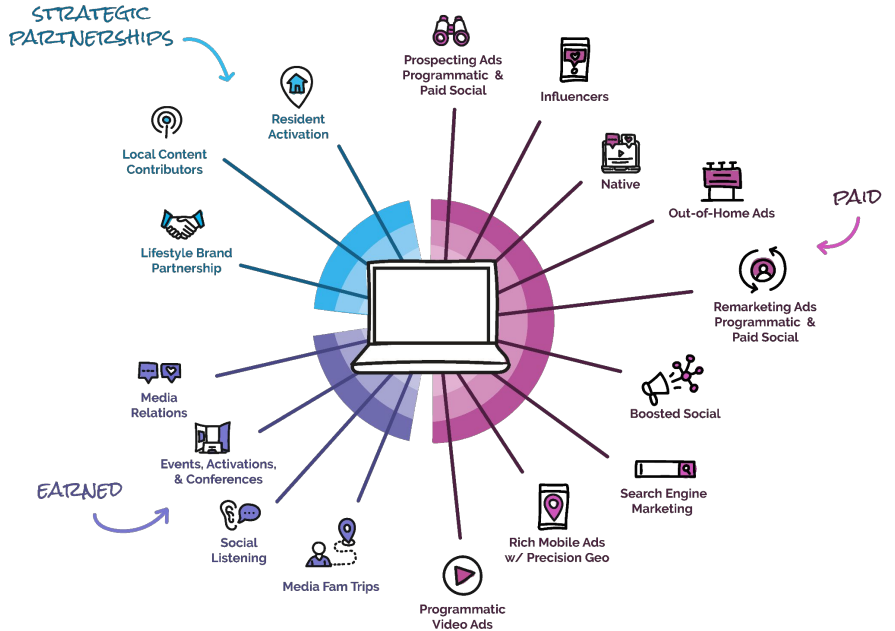 STRATEGIC
PARTNERSHIPS
Resident
Activation
Local Content
Contributors
Lifestyle Brand
Partnership
Prospecting Ads
Programmatic &
Paid Social
Influencers
Native
Out-of-Home Ads
PAID
Remarketing Ads
Programmatic &
Paid Social
Boosted Social
Search Engine
Marketing
Rich Mobile Ads
w/ Precision Geo
Programmatic
Video Ads
EARNED
Media
Relations
Events, Activations,
& Conferences
Social
Listening
Media Fam Trips